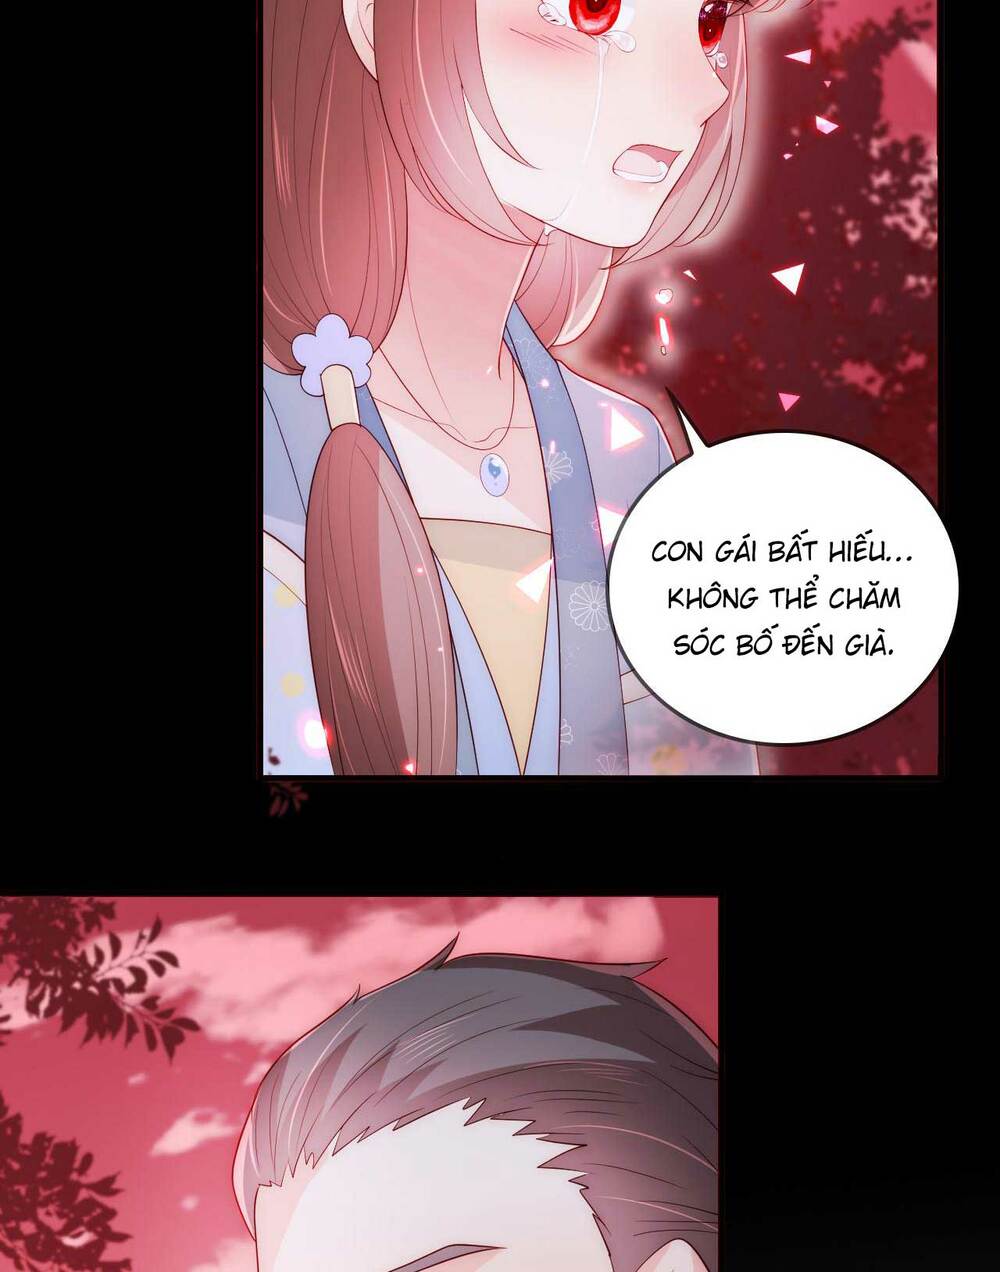 CON GÁI BẤT HIẾU...
KHÔNG THỂ CHĂM
SÓC BỐ ĐẾN GIÀ.